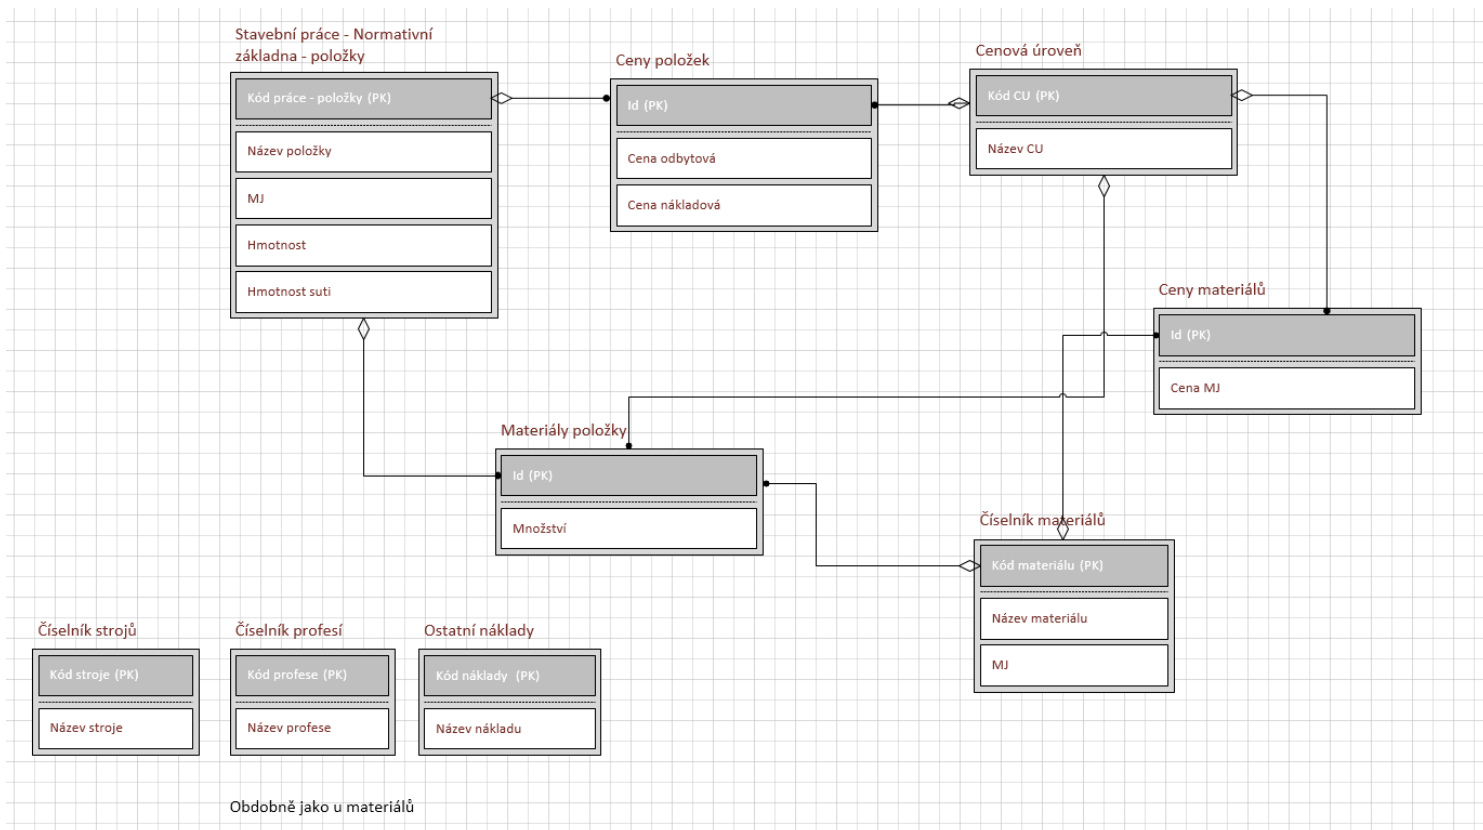 Stavební práce - Normativní
základna - položky
Kód práce - položky (PK)
Název položky
MJ
Hmotnost
Hmotnost suti
Ceny položek
Id (PK)
Cena odbytová
Cena nákladová
Cenová úroveň
Kód CU (PK)
Název CU
Ceny materiálů
Id (PK)
Cena MJ
Materiály položky
Id (PK)
Množství
Číselník materiálů
Kód materiálu (PK)
Název materiálu
MJ
Číselník strojů
Kód stroje (PK)
Název stroje
Číselník profesí
Kód profese (PK)
Název profese
Ostatní náklady
Kód náklady (PK)
Název nákladu
Obdobně jako u materiálů